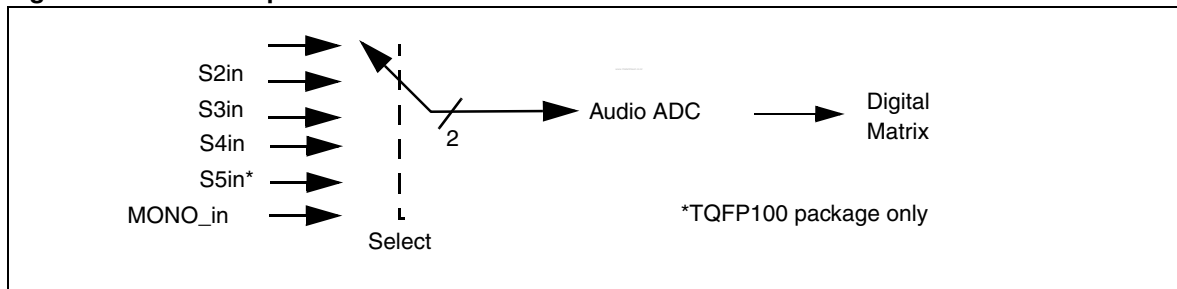 S2in
S3in
S4in
S5in*
MONO_in
Select
2
Audio ADC
Digital
Matrix
*TQFP100 package only